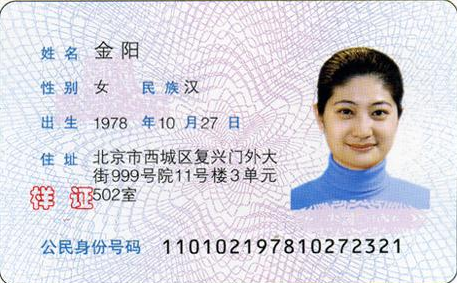 姓名 金阳
性别 女 民族 汉
出生 1978 年 10 月 27 日
住址 北京市西城区复兴门外大
街999号院11号楼3单元
502室
样 证
公民身份号码 110102197810272321